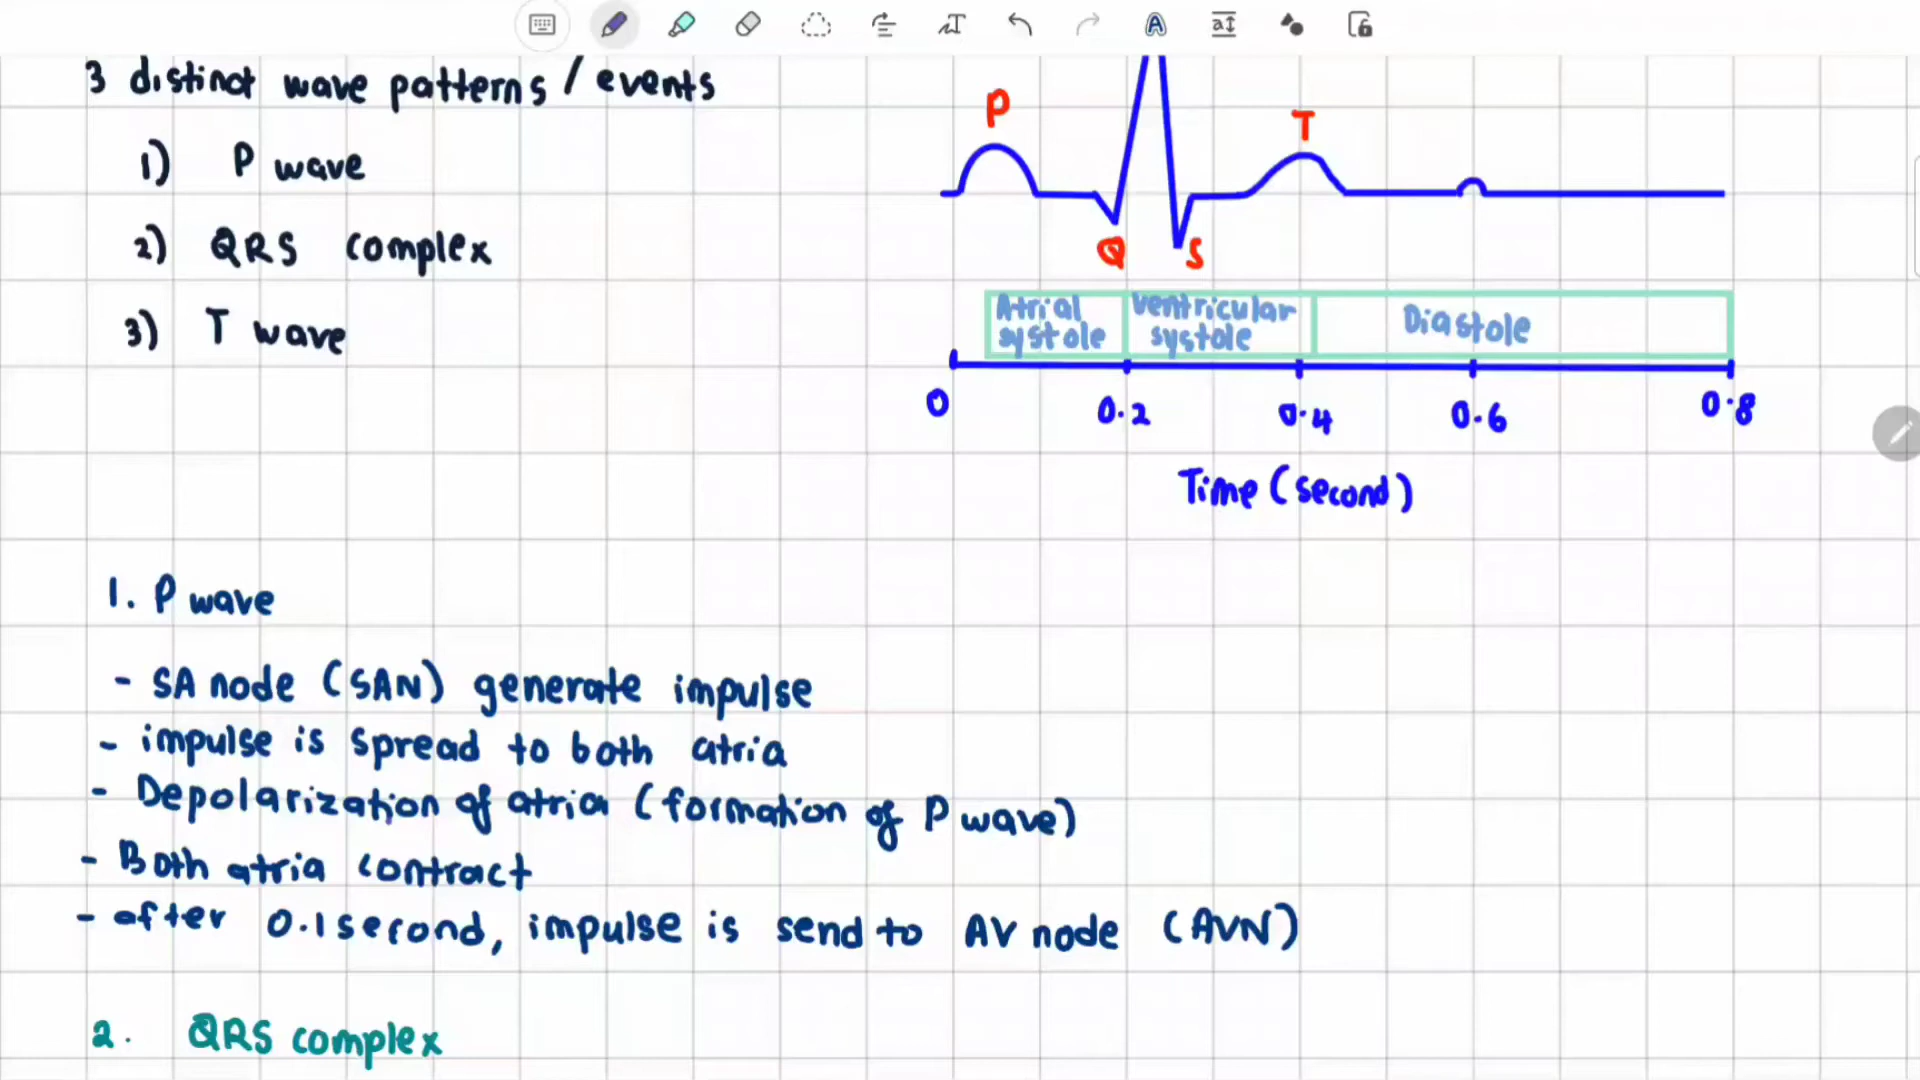 3 distinct wave patterns / events
1) P wave
2) QRS complex
3) T wave
P
T
Q
S
Atrial systole
Ventricular systole
Diastole
0
0.2
0.4
0.6
0.8
Time (second)
1. P wave
- SA node (SAN) generate impulse
- impulse is spread to both atria
- Depolarization of atria (formation of P wave)
- Both atria contract
- after 0.1 second, impulse is send to AV node (AVN)
2. QRS complex